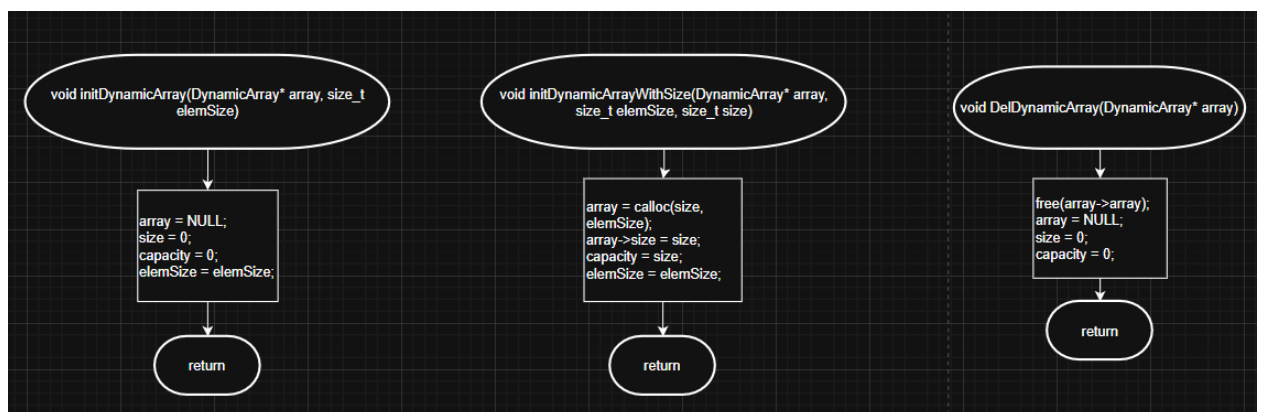 void initDynamicArray(DynamicArray* array, size_t
elemSize)
array = NULL;
size = 0;
capacity = 0;
elemSize = elemSize;
return
void initDynamicArrayWithSize(DynamicArray* array,
size_t elemSize, size_t size)
array = calloc(size,
elemSize);
array->size = size;
capacity = size;
elemSize = elemSize;
return
void DelDynamicArray(DynamicArray* array)
free(array->array);
array = NULL;
size = 0;
capacity = 0;
return